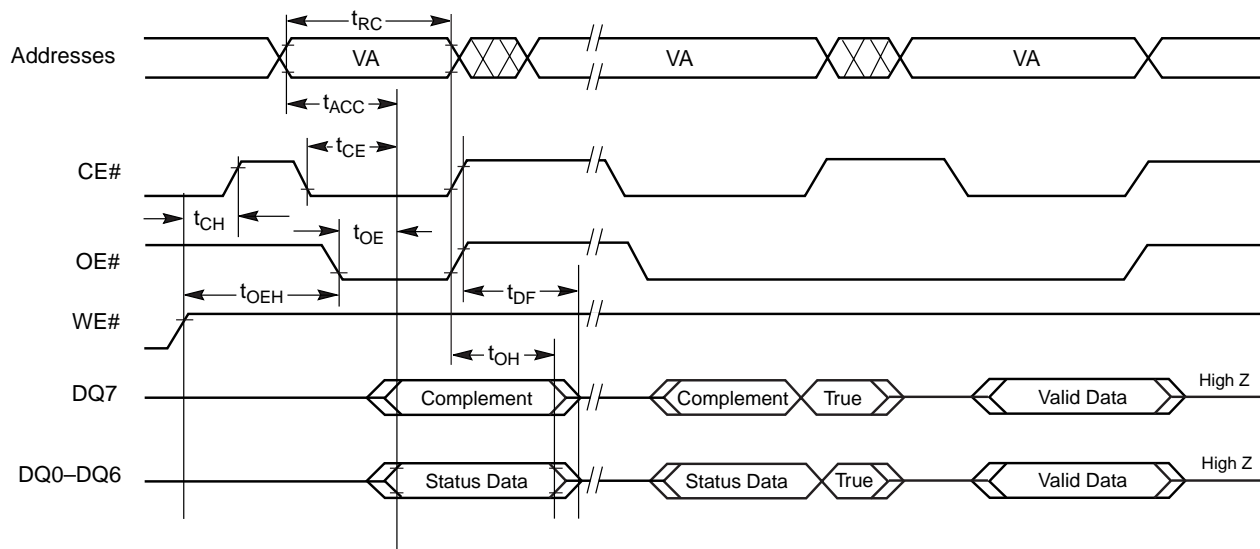 tRC
Addresses VA VA VA
tACC
tCE
CE#
tCH tOE
OE#
tOEH tDF
WE#
tOH
DQ7 Complement Complement True Valid Data High Z
DQ0–DQ6 Status Data Status Data True Valid Data High Z